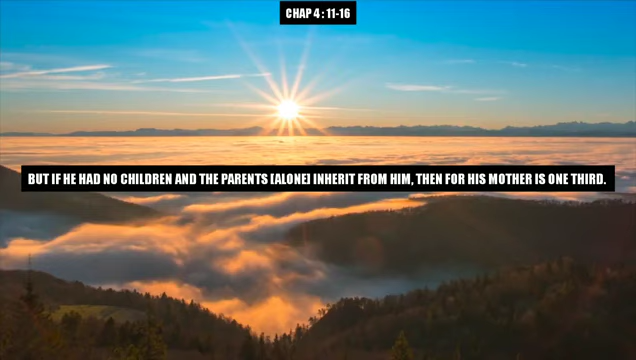 CHAP 4 : 11-16
BUT IF HE HAD NO CHILDREN AND THE PARENTS [ALONE] INHERIT FROM HIM, THEN FOR HIS MOTHER IS ONE THIRD.